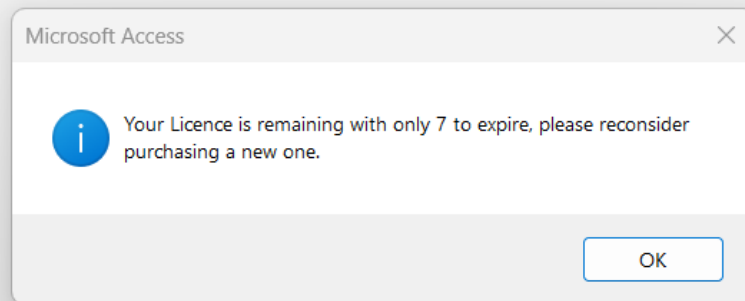 Microsoft Access
Your Licence is remaining with only 7 to expire, please reconsider
purchasing a new one.
OK